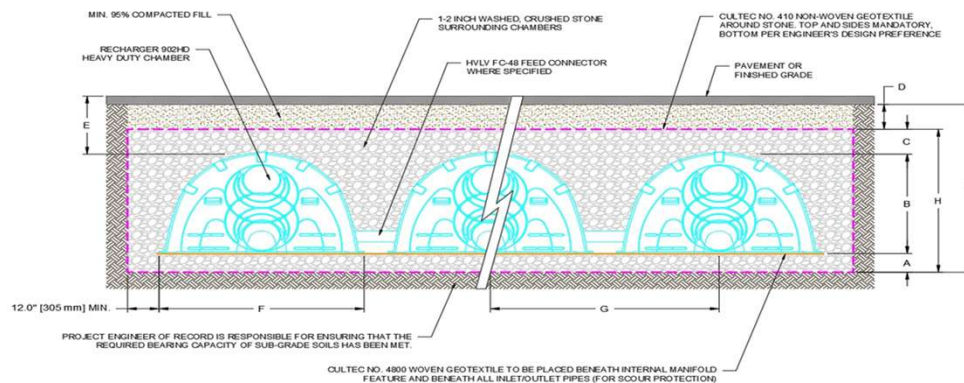 MIN. 95% COMPACTED FILL
1-2 INCH WASHED, CRUSHED STONE
SURROUNDING CHAMBERS
CULTEC NO. 410 NON-WOVEN GEOTEXTILE
AROUND STONE. TOP AND SIDES MANDATORY,
BOTTOM PER ENGINEER'S DESIGN PREFERENCE
RECHARGER 902HD
HEAVY DUTY CHAMBER
HVLV FC-48 FEED CONNECTOR
WHERE SPECIFIED
PAVEMENT OR
FINISHED GRADE
D
E
C
B
H
A
12.0" [305 mm] MIN.
F
G
PROJECT ENGINEER OF RECORD IS RESPONSIBLE FOR ENSURING THAT THE
REQUIRED BEARING CAPACITY OF SUB-GRADE SOILS HAS BEEN MET.
CULTEC NO. 4800 WOVEN GEOTEXTILE TO BE PLACED BENEATH INTERNAL MANIFOLD
FEATURE AND BENEATH ALL INLET/OUTLET PIPES (FOR SCOUR PROTECTION)